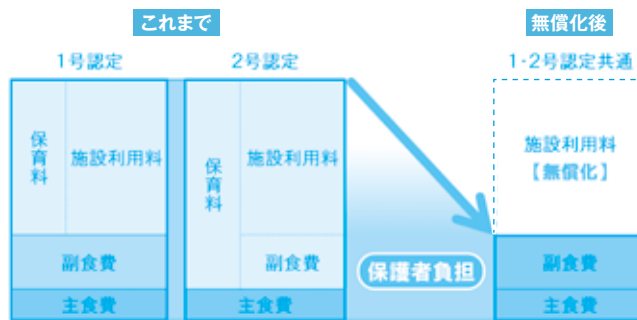 これまで
無償化後
1号認定
2号認定
1・2号認定共通
保育料
施設利用料
保育料
施設利用料
施設利用料
【無償化】
副食費
副食費
保護者負担
副食費
主食費
主食費
主食費